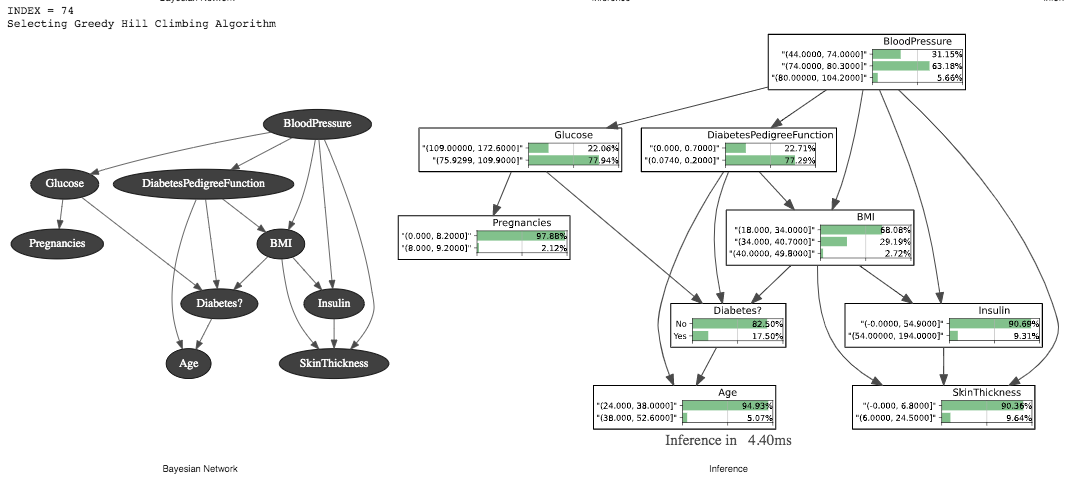 INDEX = 74
Selecting Greedy Hill Climbing Algorithm
BloodPressure
Glucose
DiabetesPedigreeFunction
Pregnancies
BMI
Diabetes?
Insulin
Age
SkinThickness
Bayesian Network
BloodPressure
"(44.0000, 74.0000]" 31.15%
"(74.0000, 80.3000]" 63.18%
"(80.00000, 104.2000]" 5.66%
Glucose
"(109.00000, 172.6000]" 22.06%
"(75.9299, 109.9000]" 77.94%
DiabetesPedigreeFunction
"(0.000, 0.7000]" 22.71%
"(0.0740, 0.2000]" 77.29%
Pregnancies
"(0.000, 8.2000]" 97.88%
"(8.000, 9.2000]" 2.12%
BMI
"(18.000, 34.0000]" 68.08%
"(34.000, 40.7000]" 29.19%
"(40.0000, 49.8000]" 2.72%
Diabetes?
No 82.50%
Yes 17.50%
Insulin
"(-0.0000, 54.9000]" 90.69%
"(54.00000, 194.0000]" 9.31%
Age
"(24.000, 38.0000]" 94.93%
"(38.000, 52.6000]" 5.07%
SkinThickness
"(-0.000, 6.8000]" 90.36%
"(6.0000, 24.5000]" 9.64%
Inference in 4.40ms
Inference